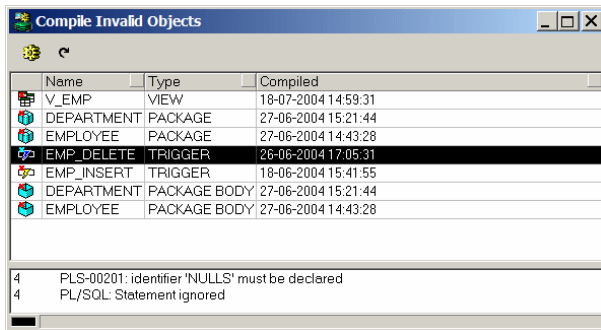 Compile Invalid Objects
Name Type Compiled
V_EMP VIEW 18-07-2004 14:59:31
DEPARTMENT PACKAGE 27-06-2004 15:21:44
EMPLOYEE PACKAGE 27-06-2004 14:43:28
EMP_DELETE TRIGGER 26-06-2004 17:05:31
EMP_INSERT TRIGGER 18-06-2004 15:41:55
DEPARTMENT PACKAGE BODY 27-06-2004 15:21:44
EMPLOYEE PACKAGE BODY 27-06-2004 14:43:28
4 PLS-00201: identifier 'NULLS' must be declared
4 PL/SQL: Statement ignored